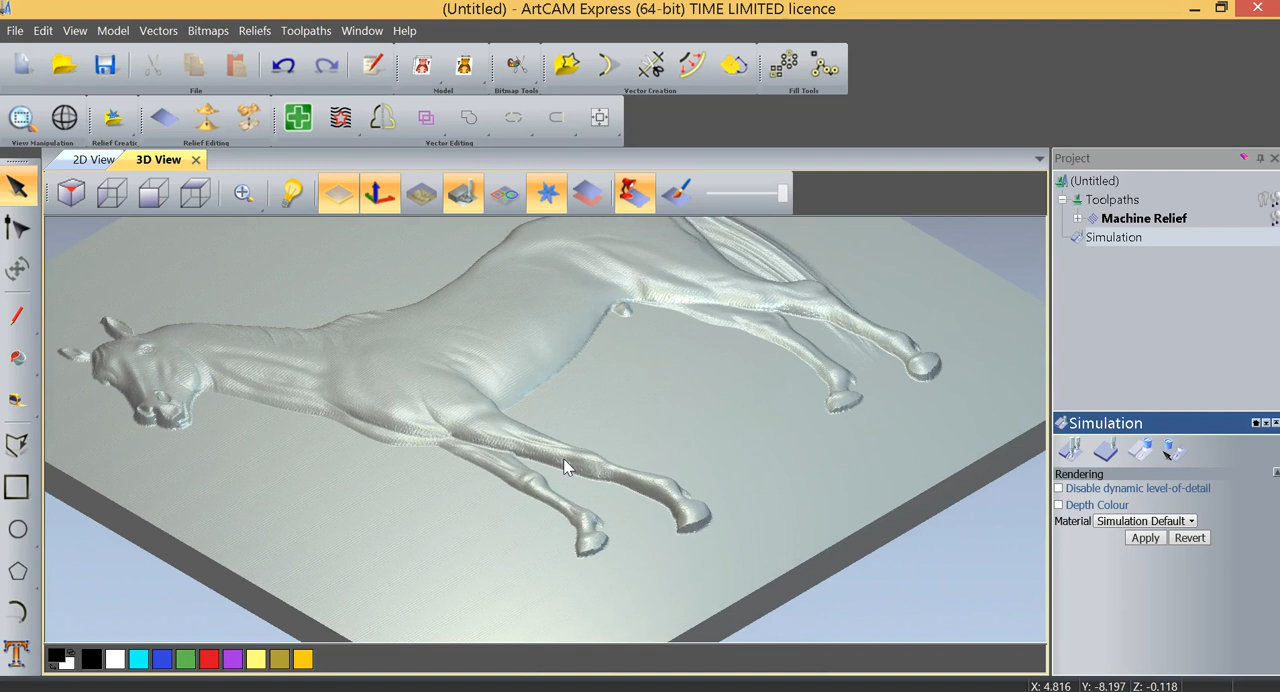 (Untitled) - ArtCAM Express (64-bit) TIME LIMITED licence
File Edit View Model Vectors Bitmaps Reliefs Toolpaths Window Help
File Model Bitmap Tools Vector Creation Fill Tools
View Manipulation Relief Creatic Relief Editing Vector Editing
2D View 3D View
Project
(Untitled)
Toolpaths
Machine Relief
Simulation
Simulation
Rendering
Disable dynamic level-of-detail
Depth Colour
Material Simulation Default
Apply Revert
T
X: 4.816 Y: -8.197 Z: -0.118